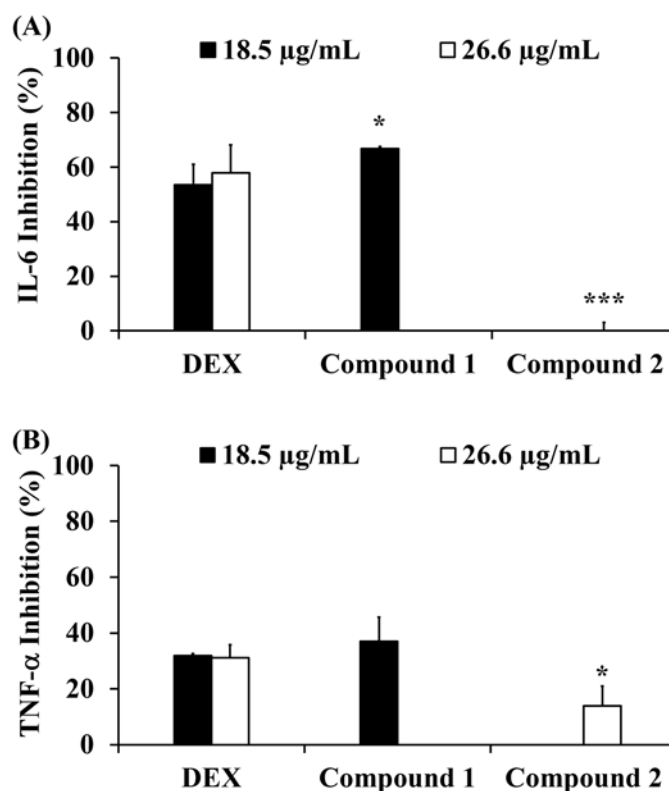 (A)
18.5 µg/mL 26.6 µg/mL
IL-6 Inhibition (%)
100
80
60
40
20
0
*
***
DEX Compound 1 Compound 2
(B)
18.5 µg/mL 26.6 µg/mL
TNF-α Inhibition (%)
100
80
60
40
20
0
*
DEX Compound 1 Compound 2